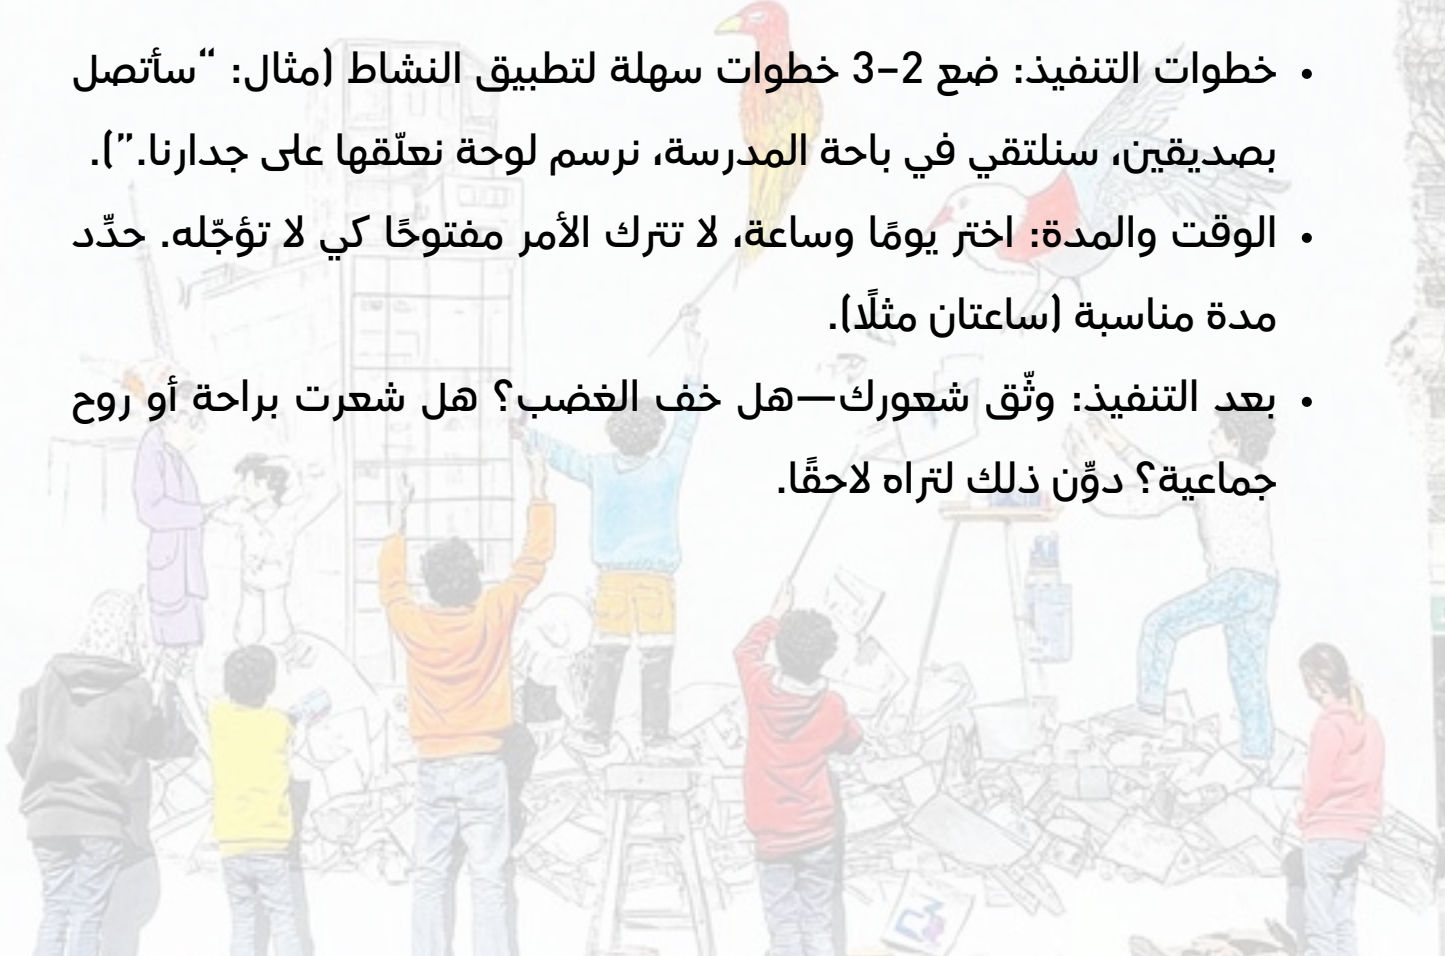 • خطوات التنفيذ: ضع 2–3 خطوات سهلة لتطبيق النشاط (مثال: “سأتصل
بصديقين، سنلتقي في باحة المدرسة، نرسم لوحة نعلّقها على جدارنا.”).
• الوقت والمدة: اختر يومًا وساعة، لا تترك الأمر مفتوحًا كي لا تؤجّله. حدِّد
مدة مناسبة (ساعتان مثلًا).
• بعد التنفيذ: وثّق شعورك—هل خف الغضب؟ هل شعرت براحة أو روح
جماعية؟ دوِّن ذلك لتراه لاحقًا.